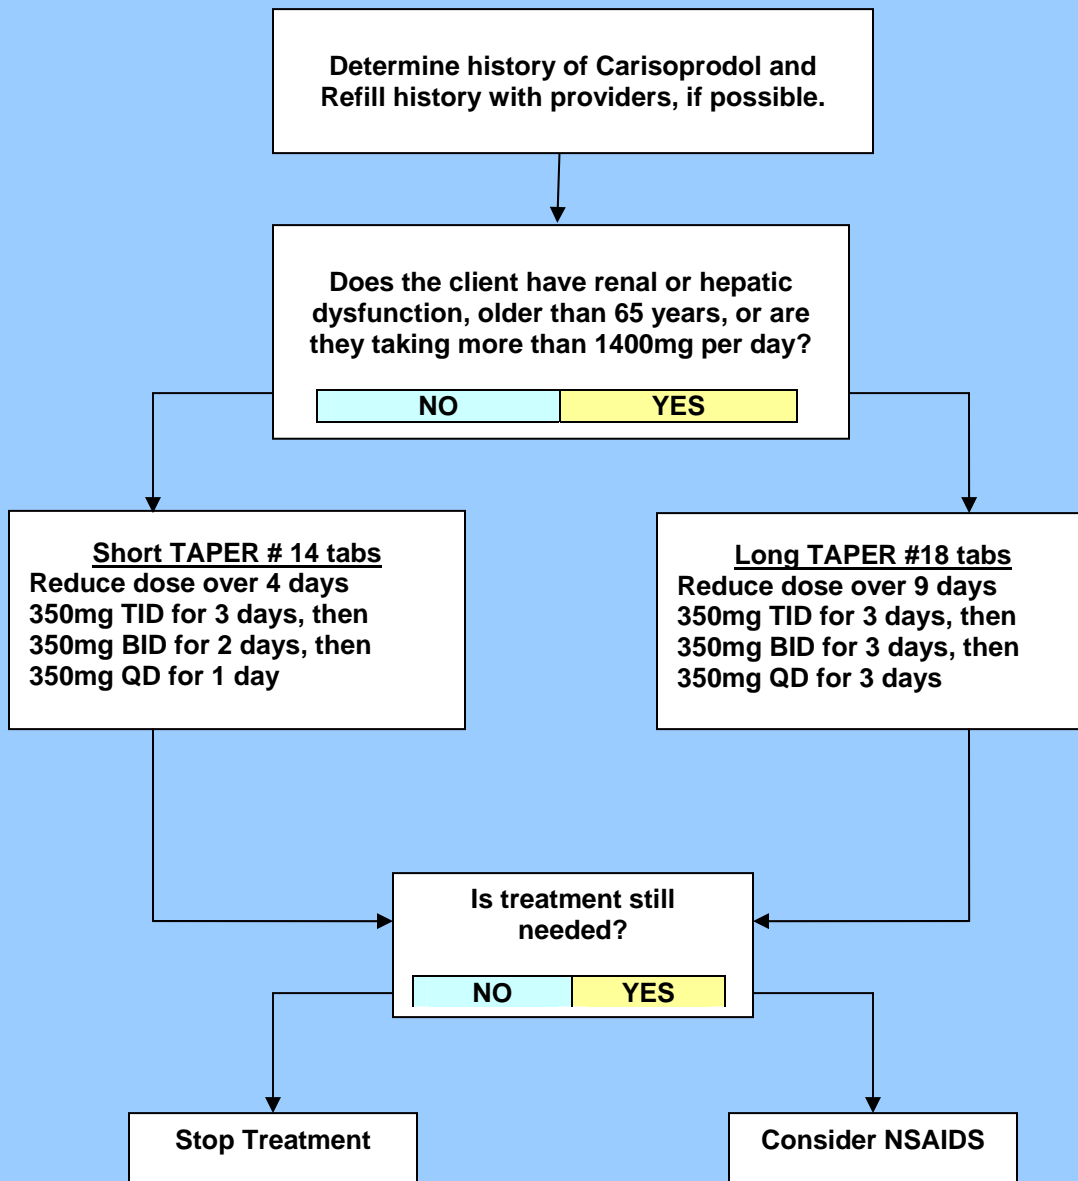 Determine history of Carisoprodol and
Refill history with providers, if possible.
Does the client have renal or hepatic
dysfunction, older than 65 years, or are
they taking more than 1400mg per day?
NO YES
Short TAPER # 14 tabs
Reduce dose over 4 days
350mg TID for 3 days, then
350mg BID for 2 days, then
350mg QD for 1 day
Long TAPER #18 tabs
Reduce dose over 9 days
350mg TID for 3 days, then
350mg BID for 3 days, then
350mg QD for 3 days
Is treatment still
needed?
NO YES
Stop Treatment
Consider NSAIDS